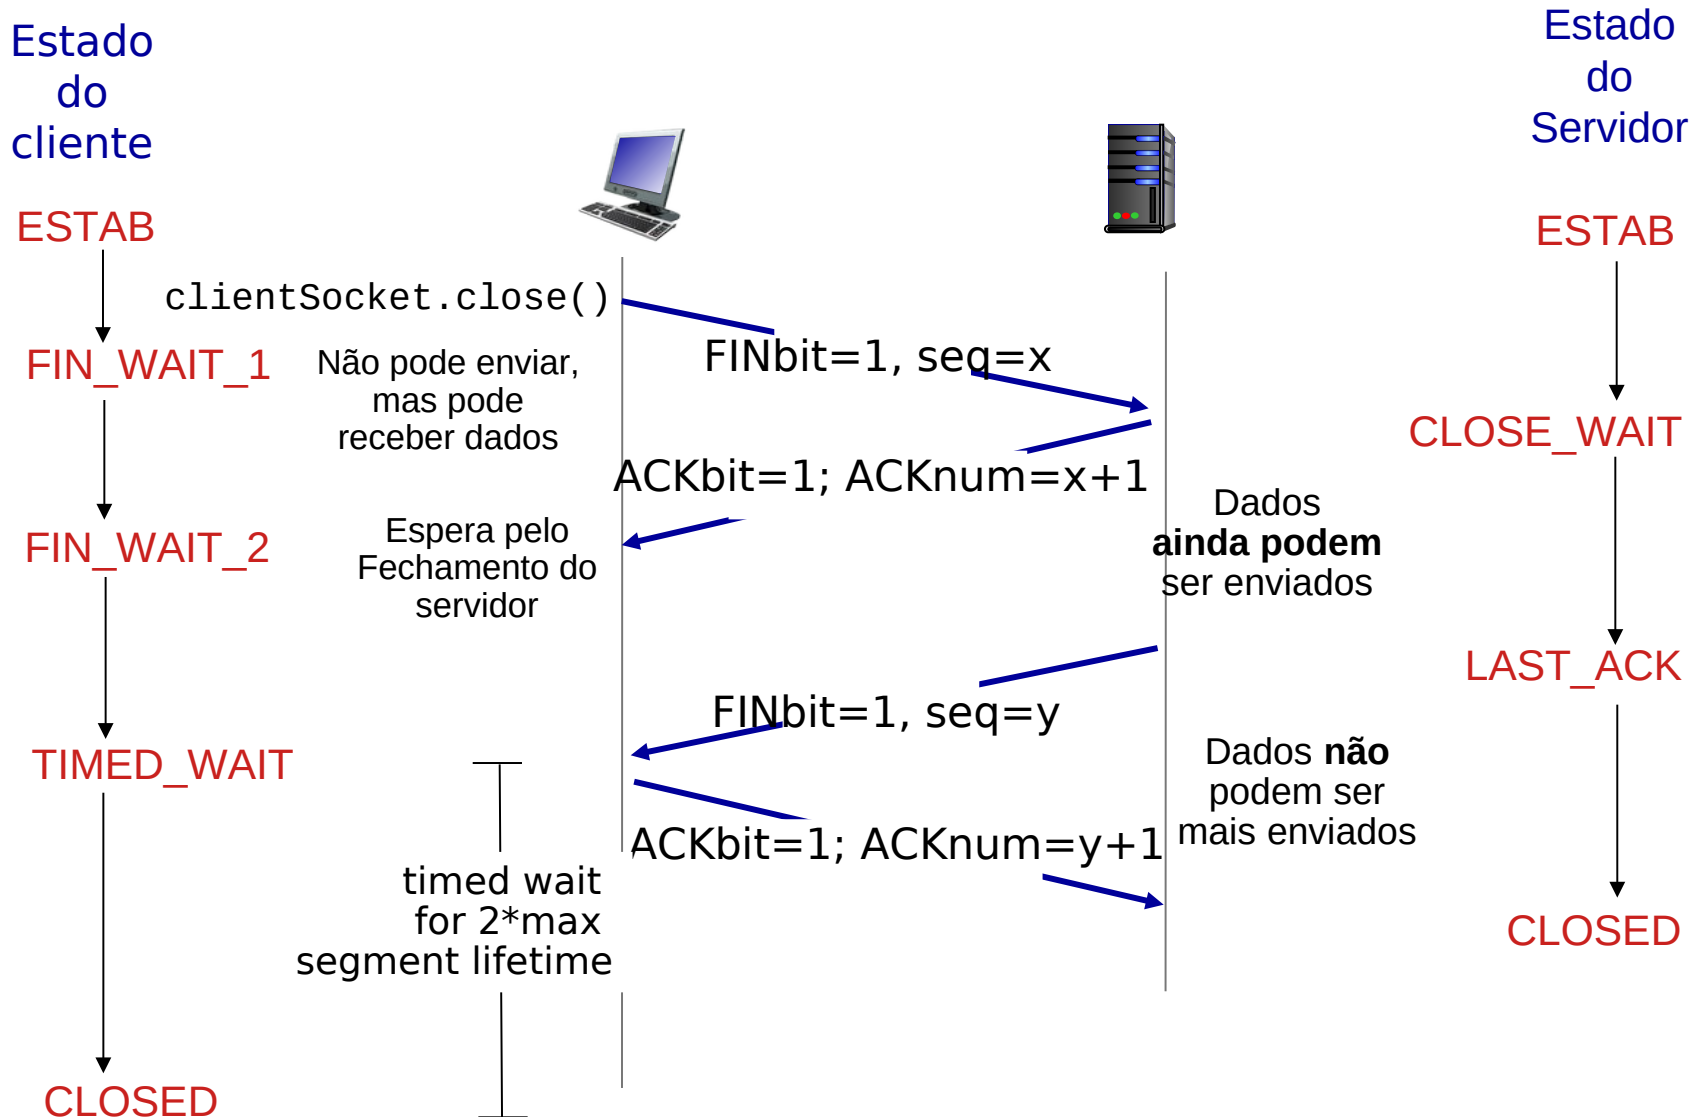 Estado
do
cliente
Estado
do
Servidor
ESTAB
ESTAB
clientSocket.close()
FIN_WAIT_1
Não pode enviar,
mas pode
receber dados
FINbit=1, seq=x
CLOSE_WAIT
ACKbit=1; ACKnum=x+1
Dados
ainda podem
ser enviados
FIN_WAIT_2
Espera pelo
Fechamento do
servidor
LAST_ACK
FINbit=1, seq=y
TIMED_WAIT
Dados não
podem ser
mais enviados
ACKbit=1; ACKnum=y+1
timed wait
for 2*max
segment lifetime
CLOSED
CLOSED